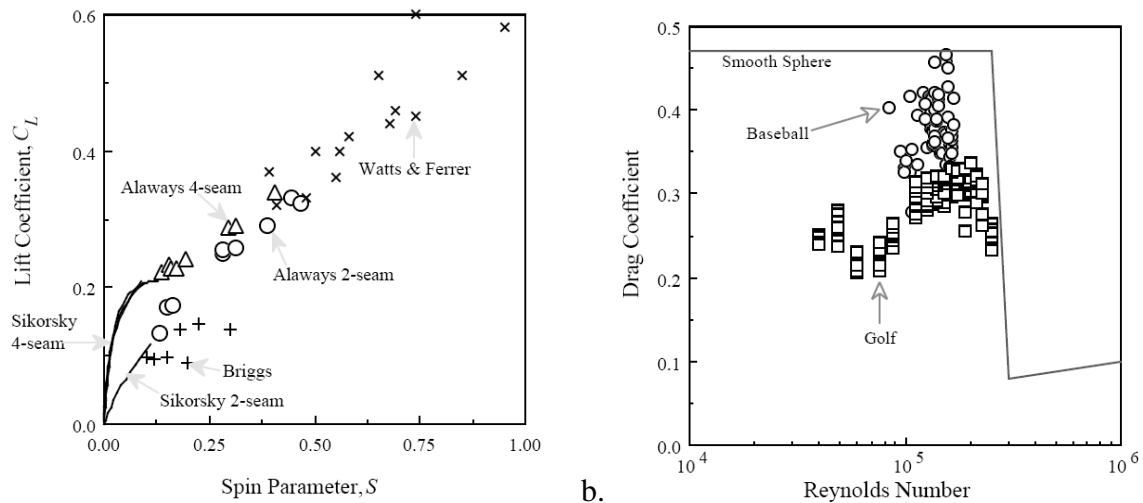 0.6
0.4
0.2
0.0
Lift Coefficient, C_L
Alaways 4-seam
Watts & Ferrer
Alaways 2-seam
Sikorsky
4-seam
Briggs
Sikorsky 2-seam
0.00
0.25
0.50
0.75
1.00
Spin Parameter, S
b.
0.5
0.4
0.3
0.2
0.1
0.0
Drag Coefficient
Smooth Sphere
Baseball
Golf
10^4
10^5
10^6
Reynolds Number